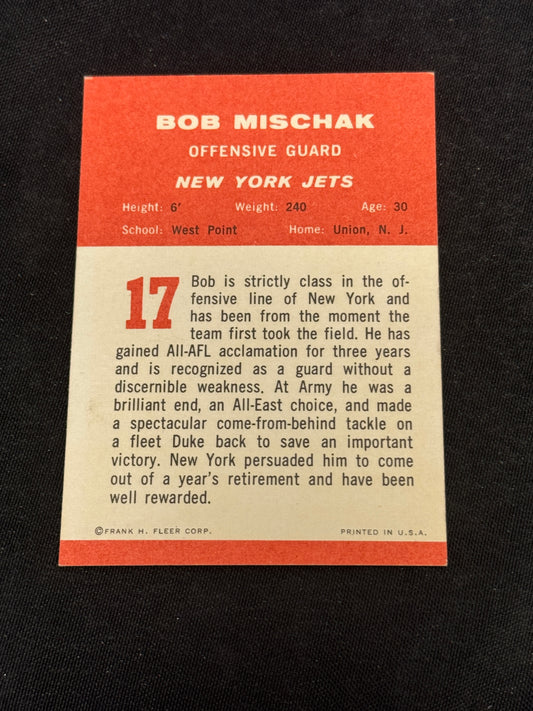 BOB MISCHAK
OFFENSIVE GUARD
NEW YORK JETS
Height: 6' Weight: 240 Age: 30
School: West Point Home: Union, N. J.
17
Bob is strictly class in the of-
fensive line of New York and
has been from the moment the
team first took the field. He has
gained All-AFL acclamation for three years
and is recognized as a guard without a
discernible weakness. At Army he was a
brilliant end, an All-East choice, and made
a spectacular come-from-behind tackle on
a fleet Duke back to save an important
victory. New York persuaded him to come
out of a year's retirement and have been
well rewarded.
©FRANK H. FLEER CORP. PRINTED IN U.S.A.